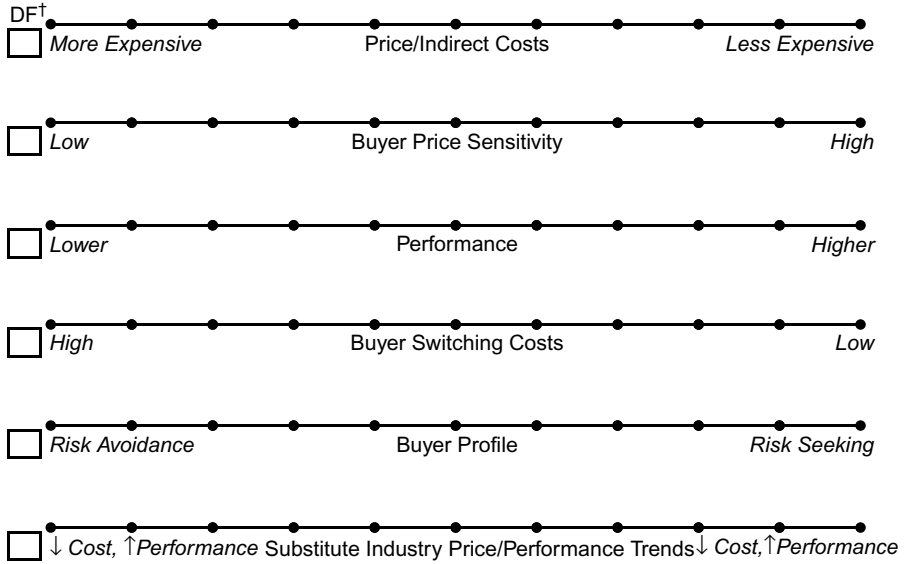 DF†
More Expensive Price/Indirect Costs Less Expensive
Low Buyer Price Sensitivity High
Lower Performance Higher
High Buyer Switching Costs Low
Risk Avoidance Buyer Profile Risk Seeking
↓ Cost, ↑Performance Substitute Industry Price/Performance Trends ↓ Cost,↑Performance